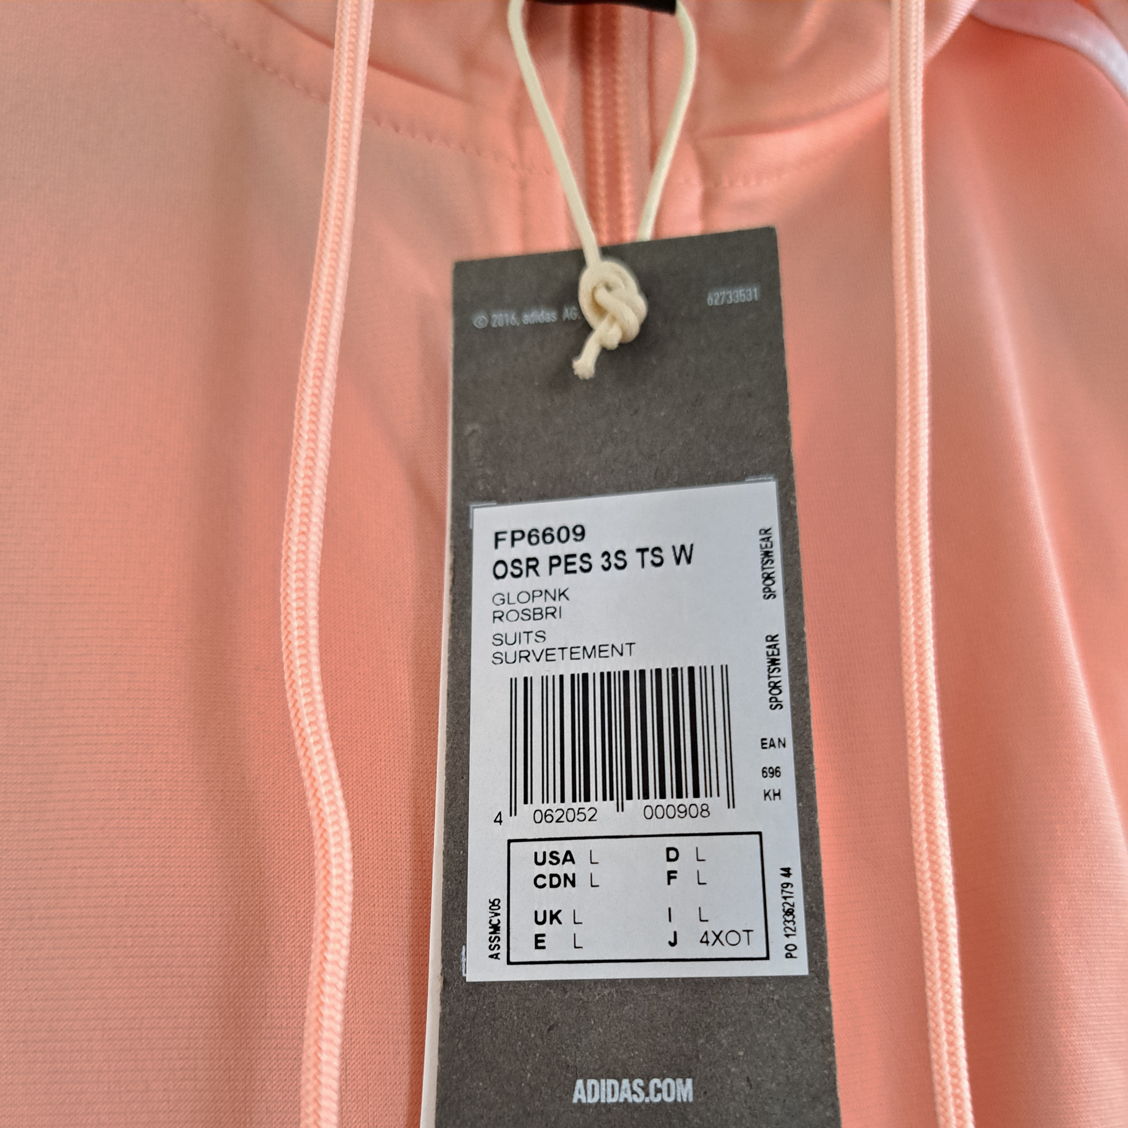 © 2016, adidas AG.
62733531
FP6609
OSR PES 3S TS W
GLOPNK
ROSBRI
SUITS
SURVETEMENT
SPORTSWEAR
SPORTSWEAR
EAN
696
KH
4 062052 000908
USA L D L
CDN L F L
UK L I L
E L J 4XOT
ASSMCV05
PO 123362179 44
ADIDAS.COM